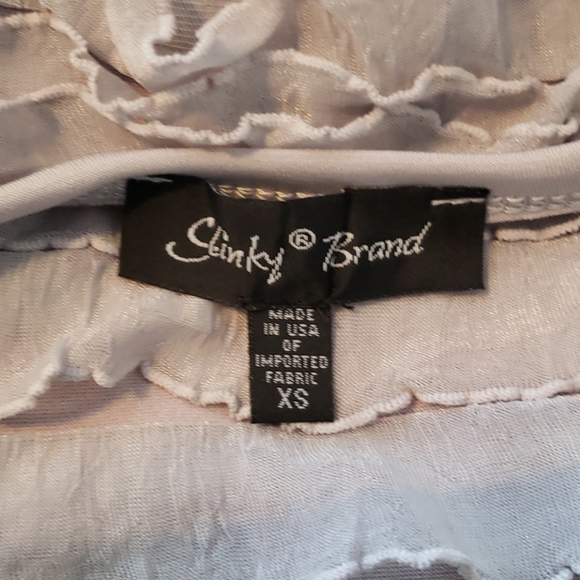 Slinky® Brand
MADE
IN USA
OF
IMPORTED
FABRIC
XS